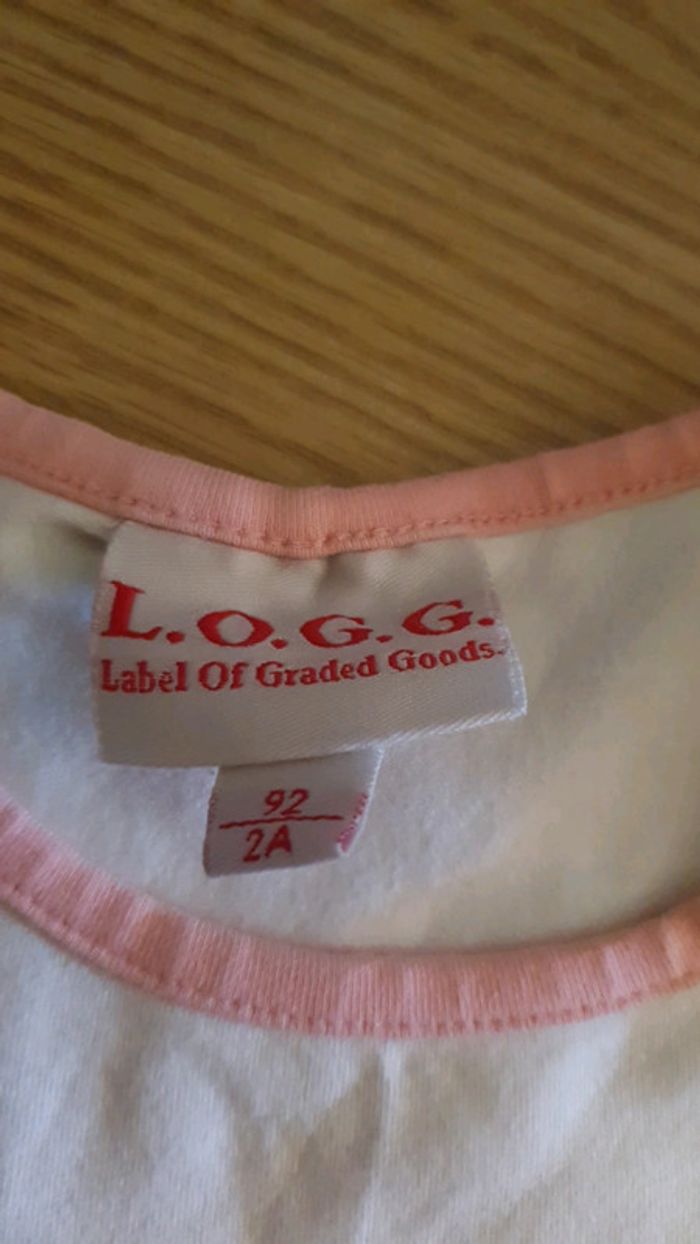 L.O.G.G.
Label Of Graded Goods.
92
2A